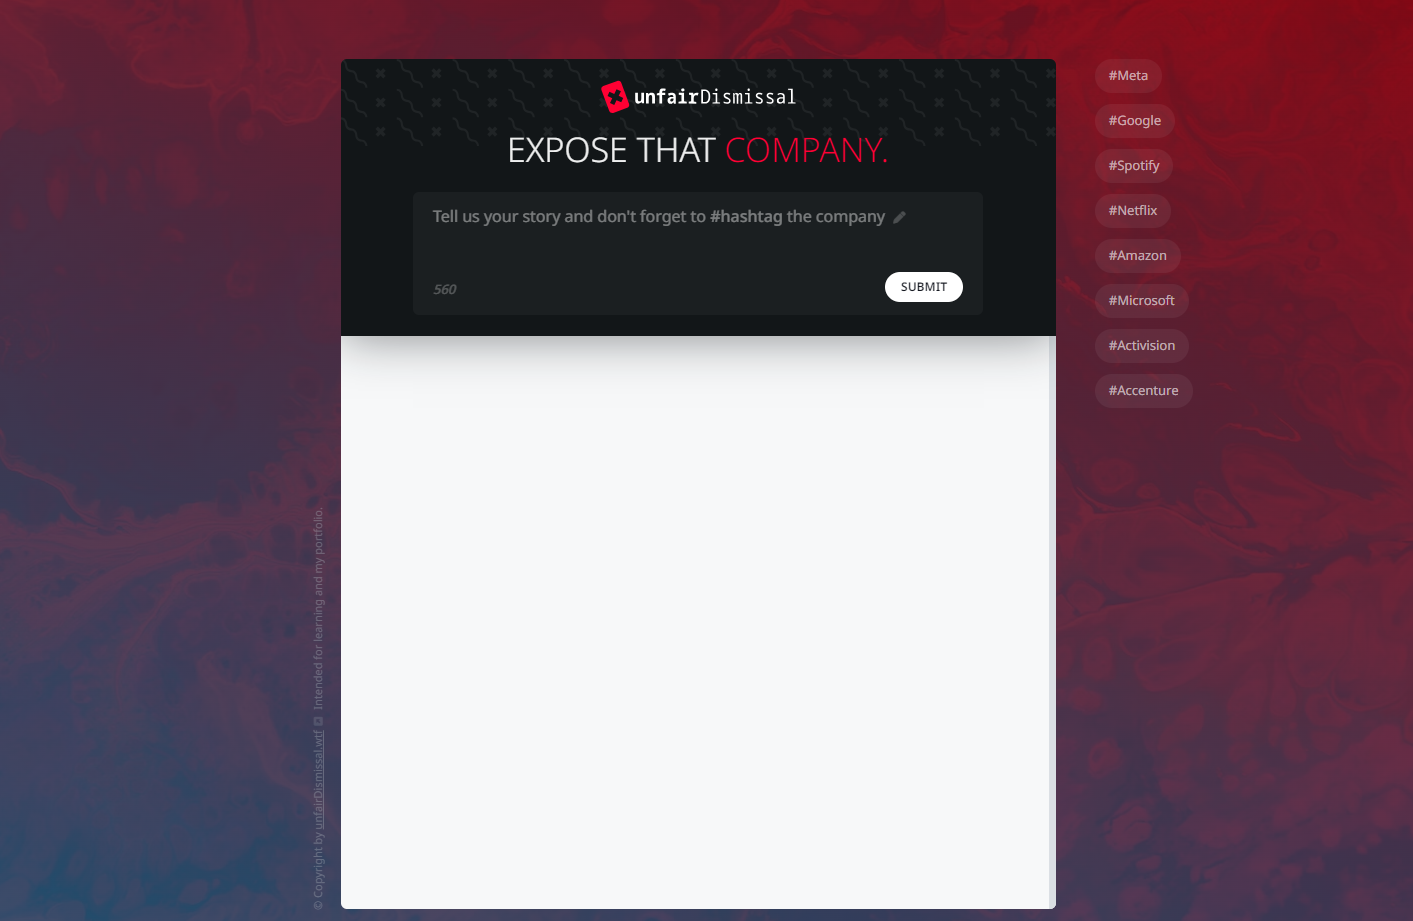 unfairDismissal
EXPOSE THAT COMPANY.
Tell us your story and don't forget to #hashtag the company
560
SUBMIT
#Meta
#Google
#Spotify
#Netflix
#Amazon
#Microsoft
#Activision
#Accenture
© Copyright by unfairDismissal.wtf Intended for learning and my portfolio.